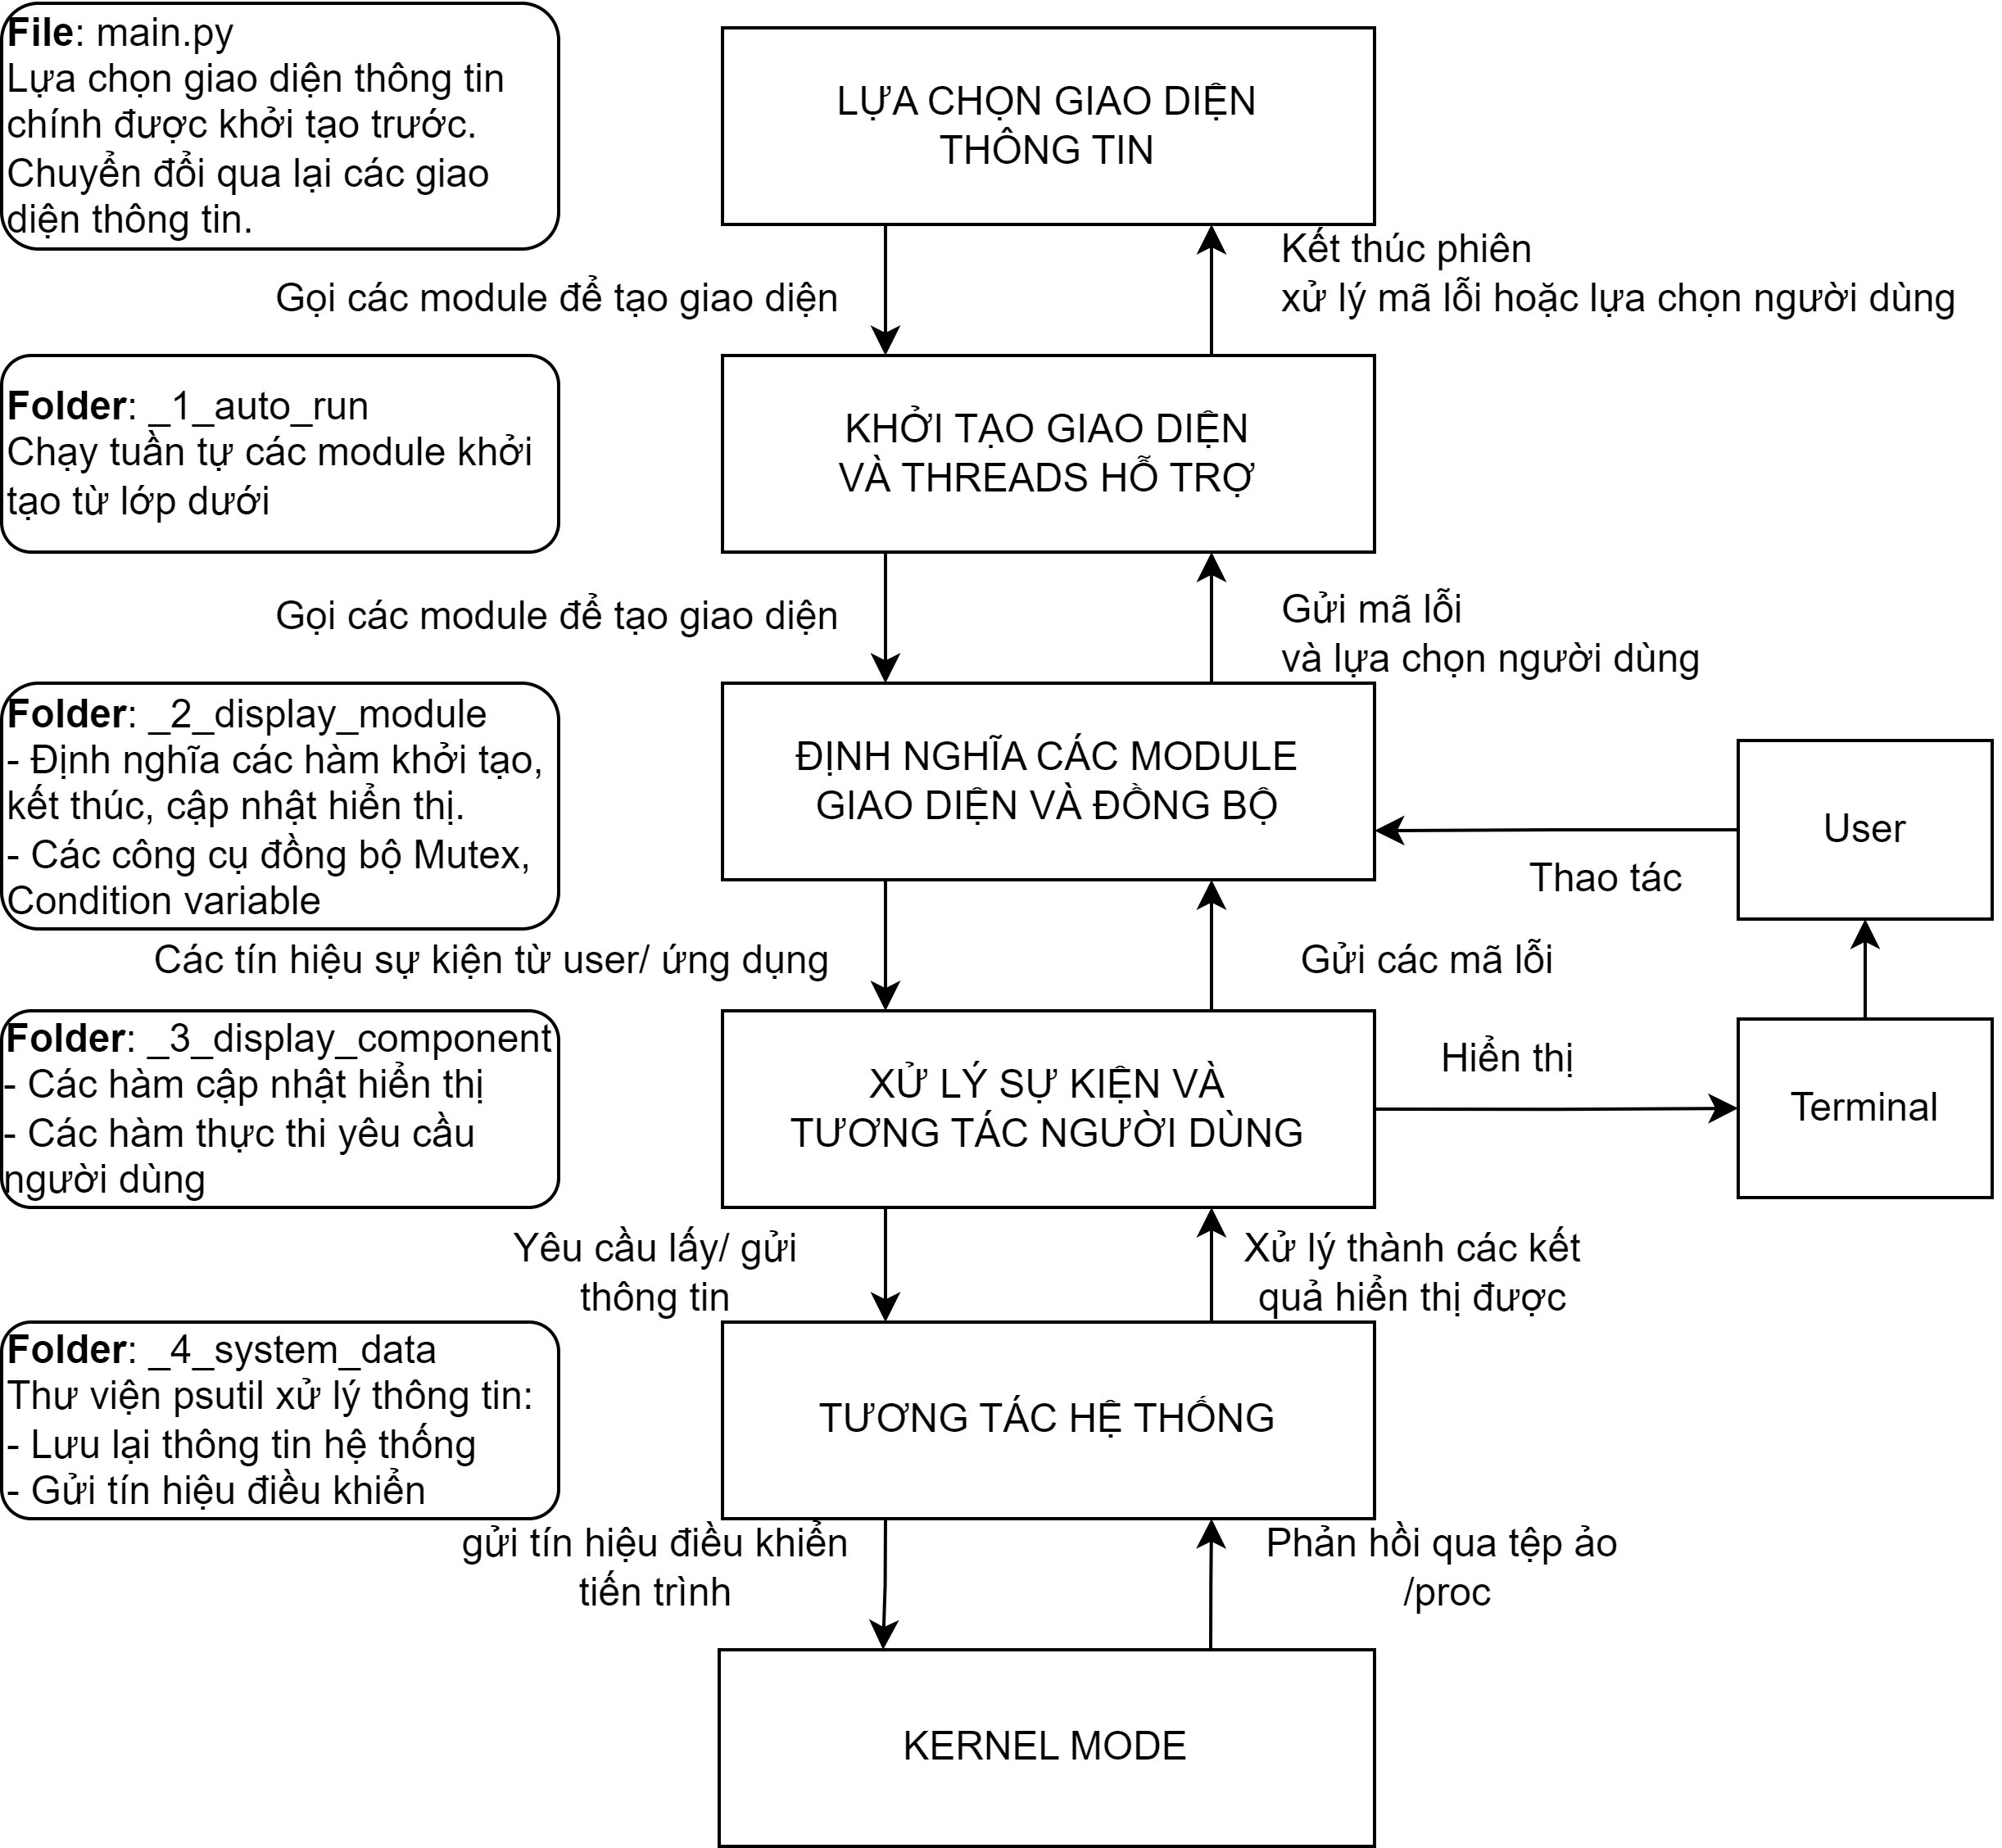 File: main.py
Lựa chọn giao diện thông tin
chính được khởi tạo trước.
Chuyển đổi qua lại các giao
diện thông tin.
LỰA CHỌN GIAO DIỆN
THÔNG TIN
Gọi các module để tạo giao diện
Kết thúc phiên
xử lý mã lỗi hoặc lựa chọn người dùng
Folder: _1_auto_run
Chạy tuần tự các module khởi
tạo từ lớp dưới
KHỞI TẠO GIAO DIỆN
VÀ THREADS HỖ TRỢ
Gọi các module để tạo giao diện
Gửi mã lỗi
và lựa chọn người dùng
Folder: _2_display_module
- Định nghĩa các hàm khởi tạo,
kết thúc, cập nhật hiển thị.
- Các công cụ đồng bộ Mutex,
Condition variable
ĐỊNH NGHĨA CÁC MODULE
GIAO DIỆN VÀ ĐỒNG BỘ
User
Thao tác
Các tín hiệu sự kiện từ user/ ứng dụng
Gửi các mã lỗi
Folder: _3_display_component
- Các hàm cập nhật hiển thị
- Các hàm thực thi yêu cầu
người dùng
XỬ LÝ SỰ KIỆN VÀ
TƯƠNG TÁC NGƯỜI DÙNG
Hiển thị
Terminal
Yêu cầu lấy/ gửi
thông tin
Xử lý thành các kết
quả hiển thị được
Folder: _4_system_data
Thư viện psutil xử lý thông tin:
- Lưu lại thông tin hệ thống
- Gửi tín hiệu điều khiển
TƯƠNG TÁC HỆ THỐNG
gửi tín hiệu điều khiển
tiến trình
Phản hồi qua tệp ảo
/proc
KERNEL MODE